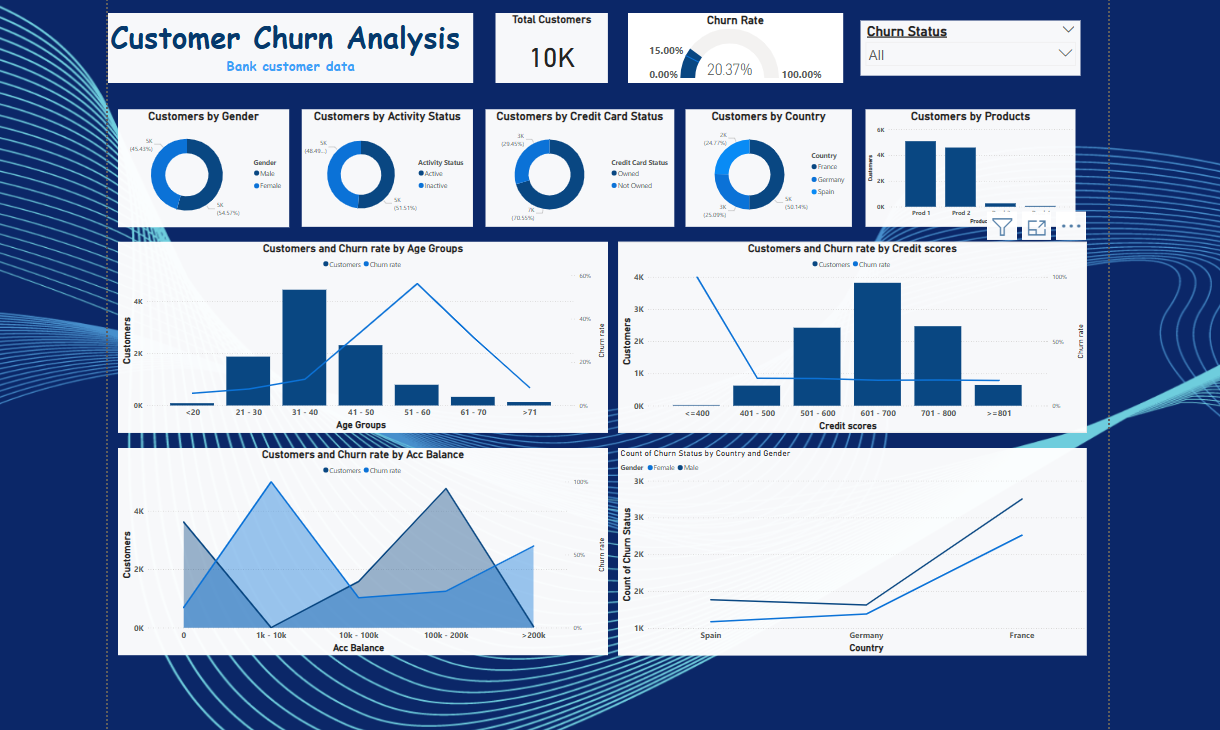 Customer Churn Analysis
Bank customer data
Total Customers
10K
Churn Rate
15.00%
0.00%
20.37%
100.00%
Churn Status
All
Customers by Gender
5K
(45.43%)
5K
(54.57%)
Gender
Male
Female
Customers by Activity Status
5K
(48.49...)
5K
(51.51%)
Activity Status
Active
Inactive
Customers by Credit Card Status
3K
(29.45%)
7K
(70.55%)
Credit Card Status
Owned
Not Owned
Customers by Country
2K
(24.77%)
3K
(25.09%)
5K
(50.14%)
Country
France
Germany
Spain
Customers by Products
Customers
6K
4K
2K
0K
Prod 1 Prod 2
Customers and Churn rate by Age Groups
Customers Churn rate
Customers
4K
2K
0K
60%
40%
20%
0%
Churn rate
<20 21 - 30 31 - 40 41 - 50 51 - 60 61 - 70 >71
Age Groups
Customers and Churn rate by Credit scores
Customers Churn rate
Customers
4K
3K
2K
1K
0K
100%
50%
0%
Churn rate
<=400 401 - 500 501 - 600 601 - 700 701 - 800 >=801
Credit scores
Customers and Churn rate by Acc Balance
Customers Churn rate
Customers
4K
2K
0K
100%
50%
0%
Churn rate
0 1k - 10k 10k - 100k 100k - 200k >200k
Acc Balance
Count of Churn Status by Country and Gender
Gender Female Male
Count of Churn Status
3K
3K
2K
2K
1K
Spain Germany France
Country